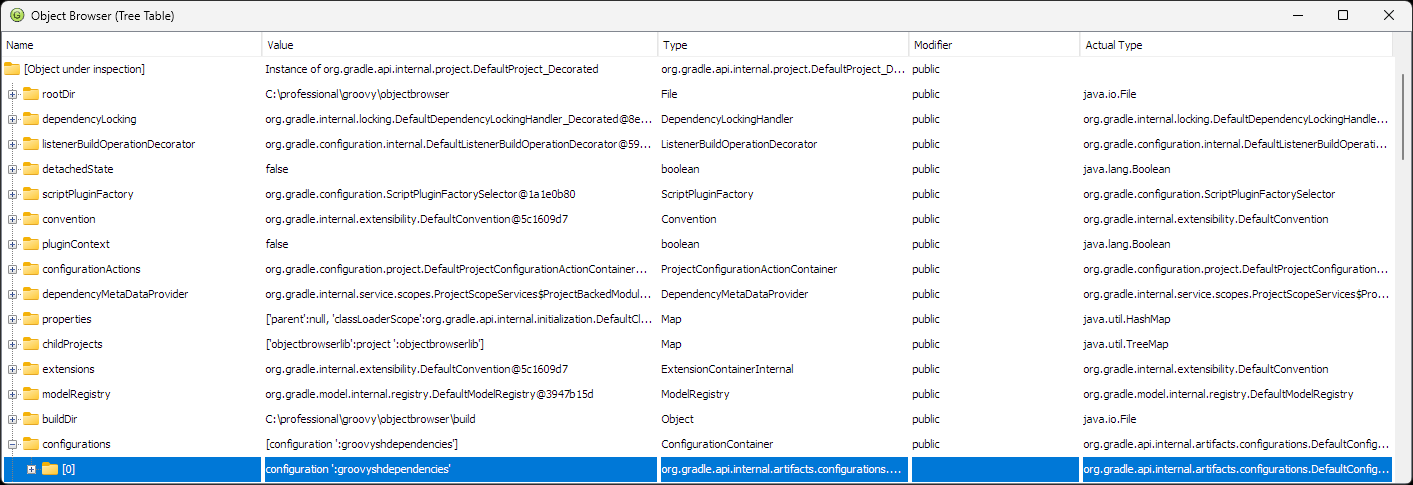 Object Browser (Tree Table)
Name Value Type Modifier Actual Type
[Object under inspection] Instance of org.gradle.api.internal.project.DefaultProject_Decorated org.gradle.api.internal.project.DefaultProject_D... public
rootDir C:\professional\groovy\objectbrowser File public java.io.File
dependencyLocking org.gradle.internal.locking.DefaultDependencyLockingHandler_Decorated@8e... DependencyLockingHandler public org.gradle.internal.locking.DefaultDependencyLockingHandle...
listenerBuildOperationDecorator org.gradle.configuration.internal.DefaultListenerBuildOperationDecorator@59... ListenerBuildOperationDecorator public org.gradle.configuration.internal.DefaultListenerBuildOperati...
detachedState false boolean public java.lang.Boolean
scriptPluginFactory org.gradle.configuration.ScriptPluginFactorySelector@1a1e0b80 ScriptPluginFactory public org.gradle.configuration.ScriptPluginFactorySelector
convention org.gradle.internal.extensibility.DefaultConvention@5c1609d7 Convention public org.gradle.internal.extensibility.DefaultConvention
pluginContext false boolean public java.lang.Boolean
configurationActions org.gradle.configuration.project.DefaultProjectConfigurationActionContainer... ProjectConfigurationActionContainer public org.gradle.configuration.project.DefaultProjectConfiguration...
dependencyMetaDataProvider org.gradle.internal.service.scopes.ProjectScopeServices$ProjectBackedModul... DependencyMetaDataProvider public org.gradle.internal.service.scopes.ProjectScopeServices$Pro...
properties ['parent':null, 'classLoaderScope':org.gradle.api.internal.initialization.DefaultCl... Map public java.util.HashMap
childProjects ['objectbrowserlib':project ':objectbrowserlib'] Map public java.util.TreeMap
extensions org.gradle.internal.extensibility.DefaultConvention@5c1609d7 ExtensionContainerInternal public org.gradle.internal.extensibility.DefaultConvention
modelRegistry org.gradle.model.internal.registry.DefaultModelRegistry@3947b15d ModelRegistry public org.gradle.model.internal.registry.DefaultModelRegistry
buildDir C:\professional\groovy\objectbrowser\build Object public java.io.File
configurations [configuration ':groovyshdependencies'] ConfigurationContainer public org.gradle.api.internal.artifacts.configurations.DefaultConfig...
[0] configuration ':groovyshdependencies' org.gradle.api.internal.artifacts.configurations.... org.gradle.api.internal.artifacts.configurations.DefaultConfig...